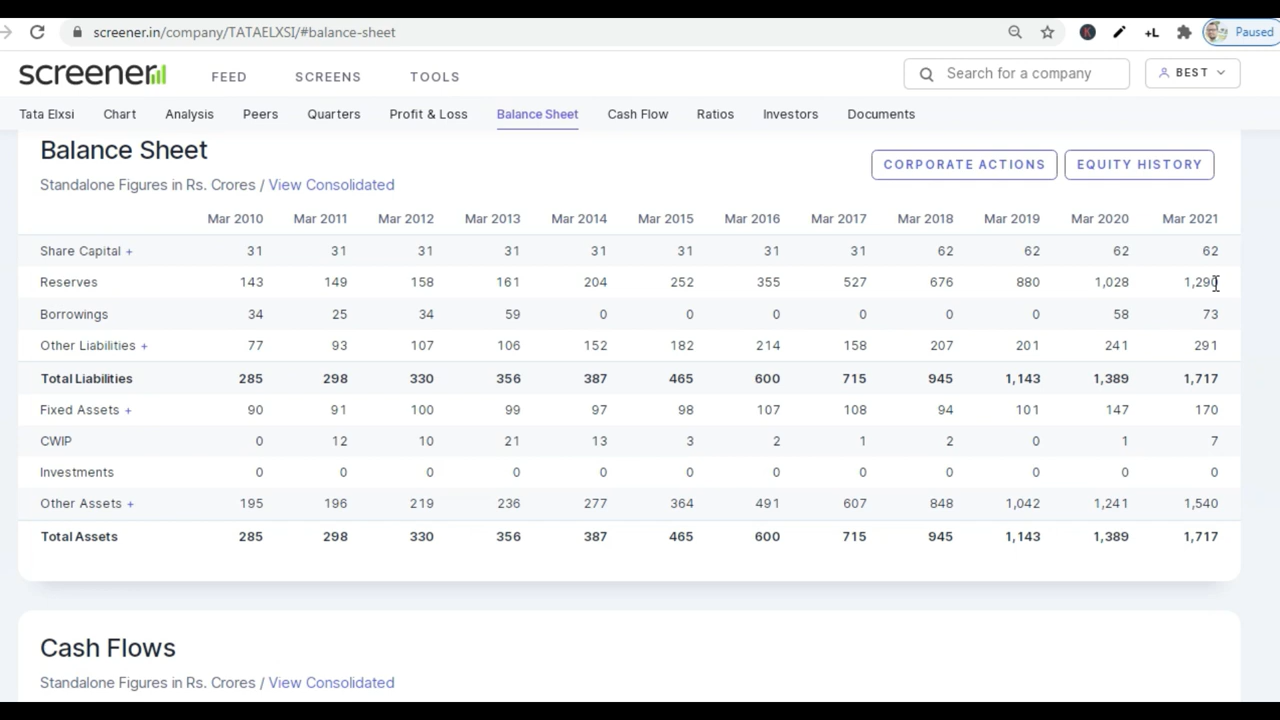 screener.in/company/TATAELXSI/#balance-sheet K +L Paused
screener FEED SCREENS TOOLS Search for a company BEST
Tata Elxsi Chart Analysis Peers Quarters Profit & Loss Balance Sheet Cash Flow Ratios Investors Documents
Balance Sheet
CORPORATE ACTIONS EQUITY HISTORY
Standalone Figures in Rs. Crores / View Consolidated
Mar 2010 Mar 2011 Mar 2012 Mar 2013 Mar 2014 Mar 2015 Mar 2016 Mar 2017 Mar 2018 Mar 2019 Mar 2020 Mar 2021
Share Capital + 31 31 31 31 31 31 31 31 62 62 62 62
Reserves 143 149 158 161 204 252 355 527 676 880 1,028 1,290
Borrowings 34 25 34 59 0 0 0 0 0 0 58 73
Other Liabilities + 77 93 107 106 152 182 214 158 207 201 241 291
Total Liabilities 285 298 330 356 387 465 600 715 945 1,143 1,389 1,717
Fixed Assets + 90 91 100 99 97 98 107 108 94 101 147 170
CWIP 0 12 10 21 13 3 2 1 2 0 1 7
Investments 0 0 0 0 0 0 0 0 0 0 0 0
Other Assets + 195 196 219 236 277 364 491 607 848 1,042 1,241 1,540
Total Assets 285 298 330 356 387 465 600 715 945 1,143 1,389 1,717
Cash Flows
Standalone Figures in Rs. Crores / View Consolidated